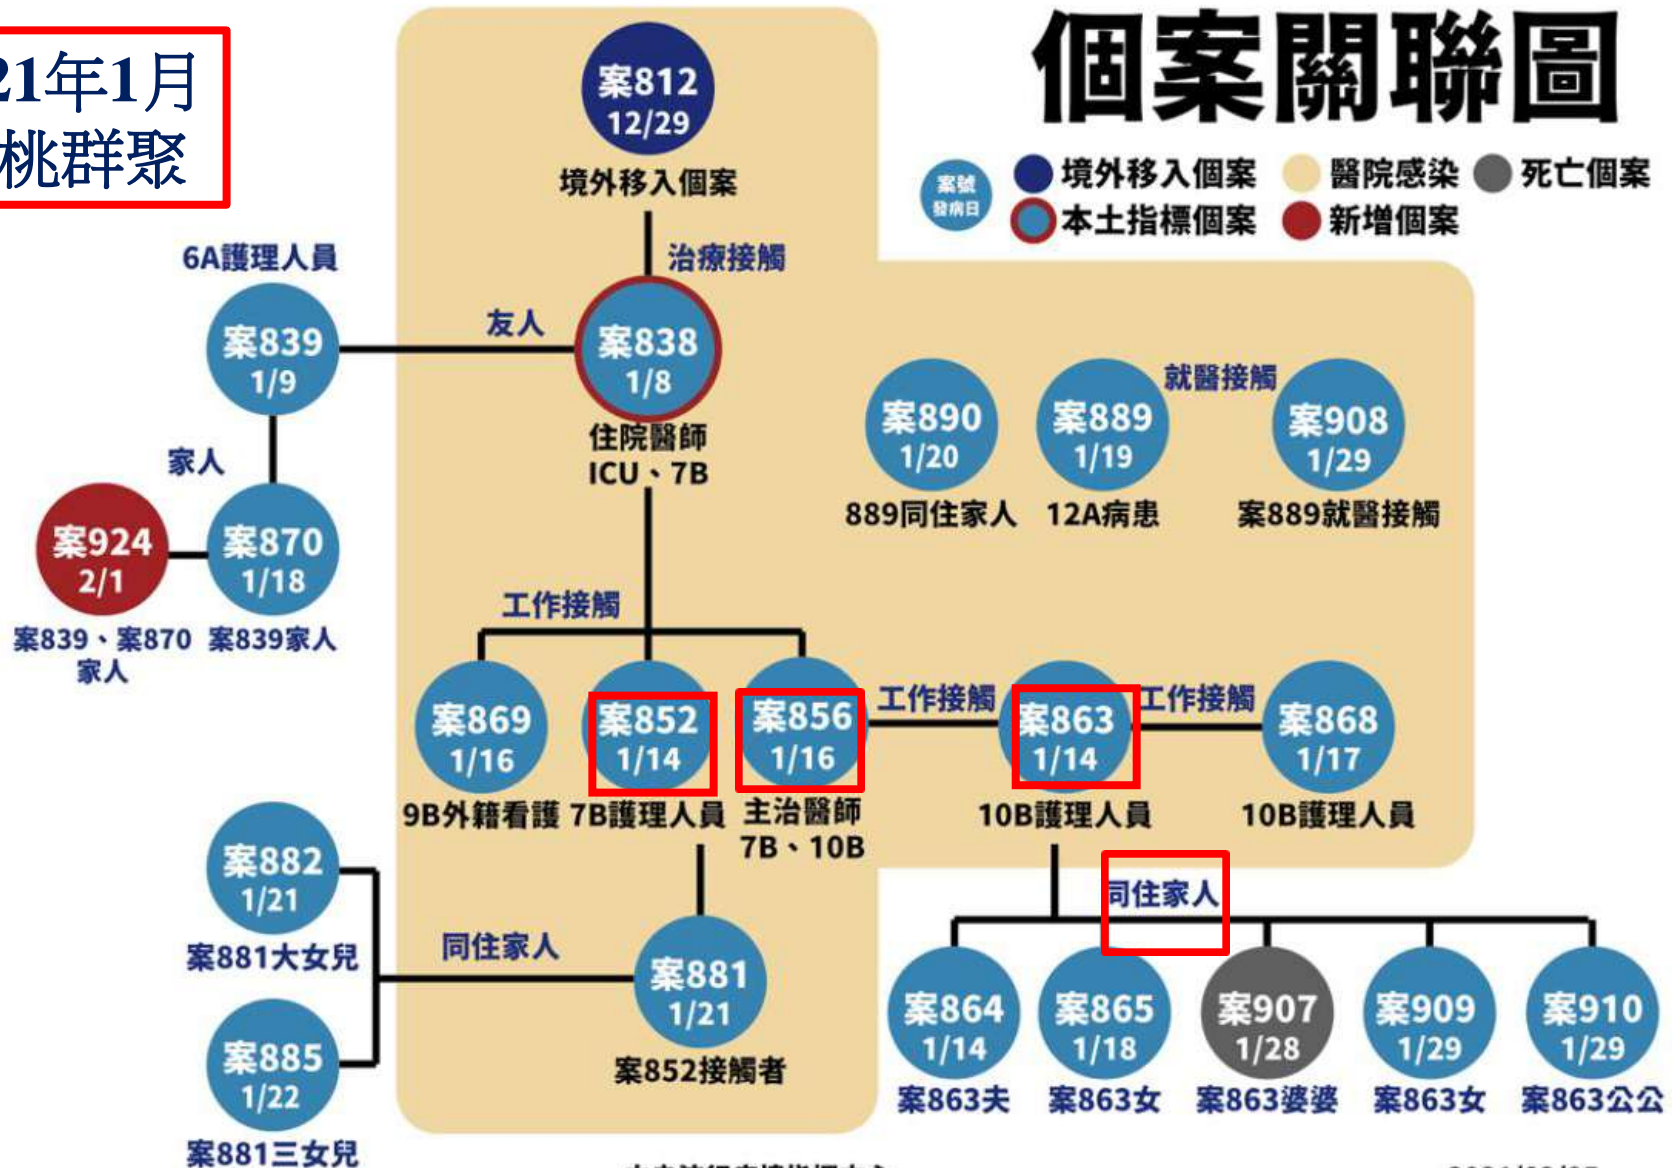 21年1月
桃群聚
個案關聯圖
案號
發病日
境外移入個案
醫院感染
死亡個案
本土指標個案
新增個案
案812
12/29
境外移入個案
治療接觸
6A護理人員
案839
1/9
友人
案838
1/8
住院醫師
ICU、7B
案890
1/20
889同住家人
案889
1/19
12A病患
就醫接觸
案908
1/29
案889就醫接觸
家人
案924
2/1
案839、案870
家人
案870
1/18
案839家人
工作接觸
案869
1/16
9B外籍看護
案852
1/14
7B護理人員
案856
1/16
主治醫師
7B、10B
工作接觸
案863
1/14
10B護理人員
工作接觸
案868
1/17
10B護理人員
案882
1/21
案881大女兒
同住家人
案881
1/21
案852接觸者
案885
1/22
案881三女兒
同住家人
案864
1/14
案863夫
案865
1/18
案863女
案907
1/28
案863婆婆
案909
1/29
案863女
案910
1/29
案863公公